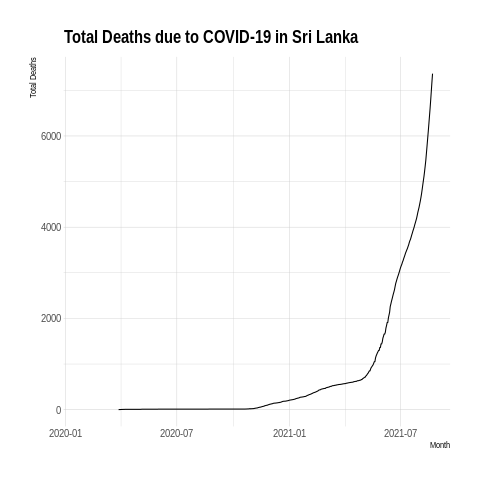 Total Deaths due to COVID-19 in Sri Lanka
Total Deaths
6000
4000
2000
0
2020-01 2020-07 2021-01 2021-07
Month